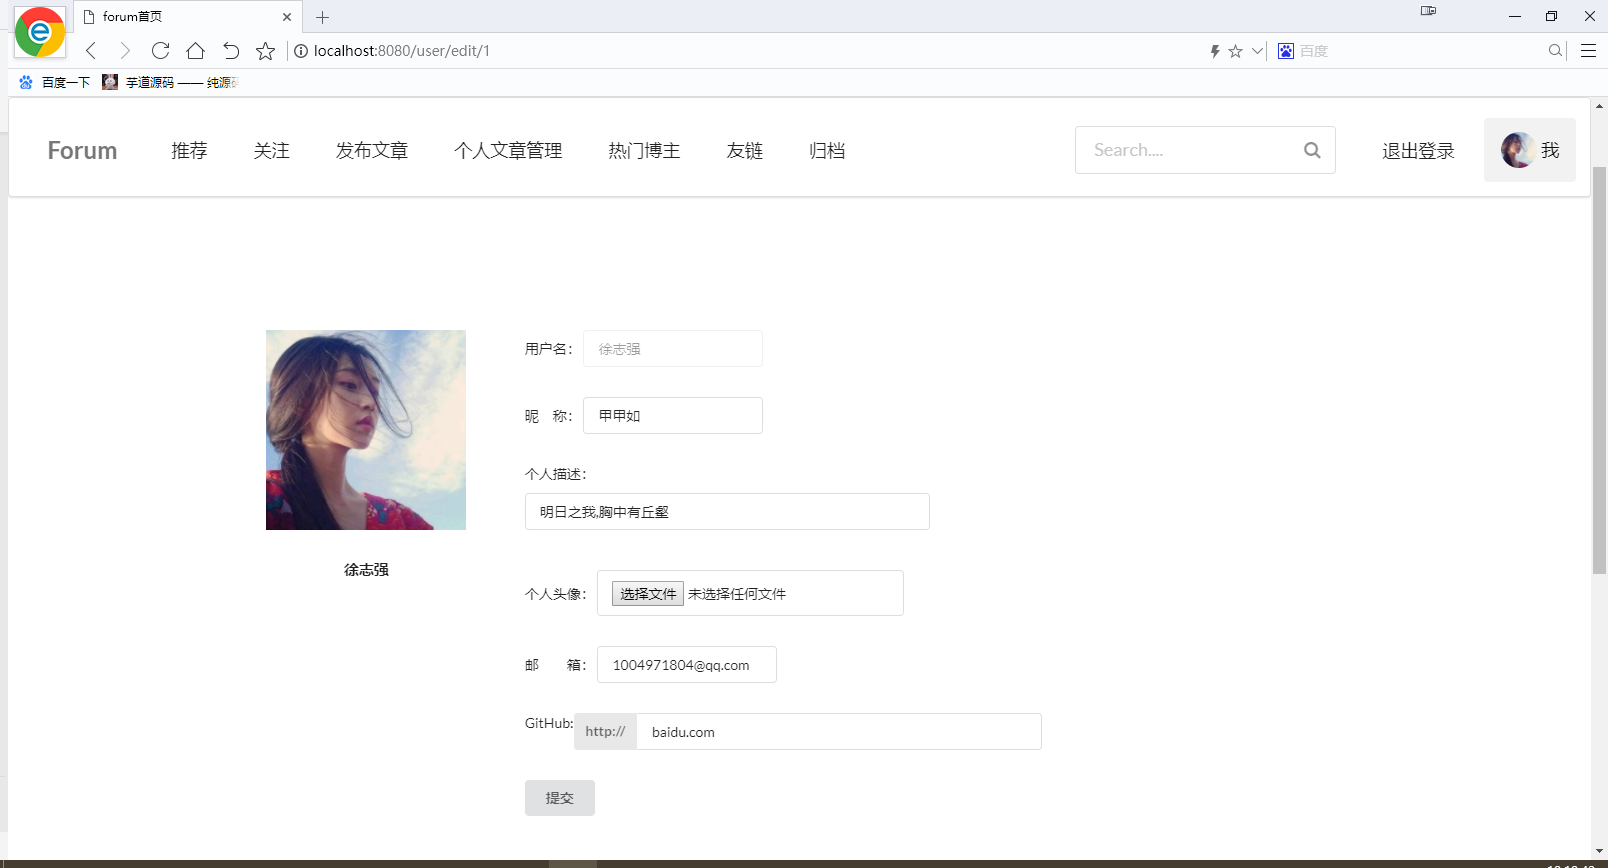 forum首页
localhost:8080/user/edit/1
百度
百度一下 芋道源码 —— 纯源
Forum 推荐 关注 发布文章 个人文章管理 热门博主 友链 归档 Search.... 退出登录 我
用户名： 徐志强
昵 称： 甲甲如
个人描述：
明日之我,胸中有丘壑
徐志强
个人头像： 选择文件 未选择任何文件
邮 箱： 1004971804@qq.com
GitHub: http:// baidu.com
提交